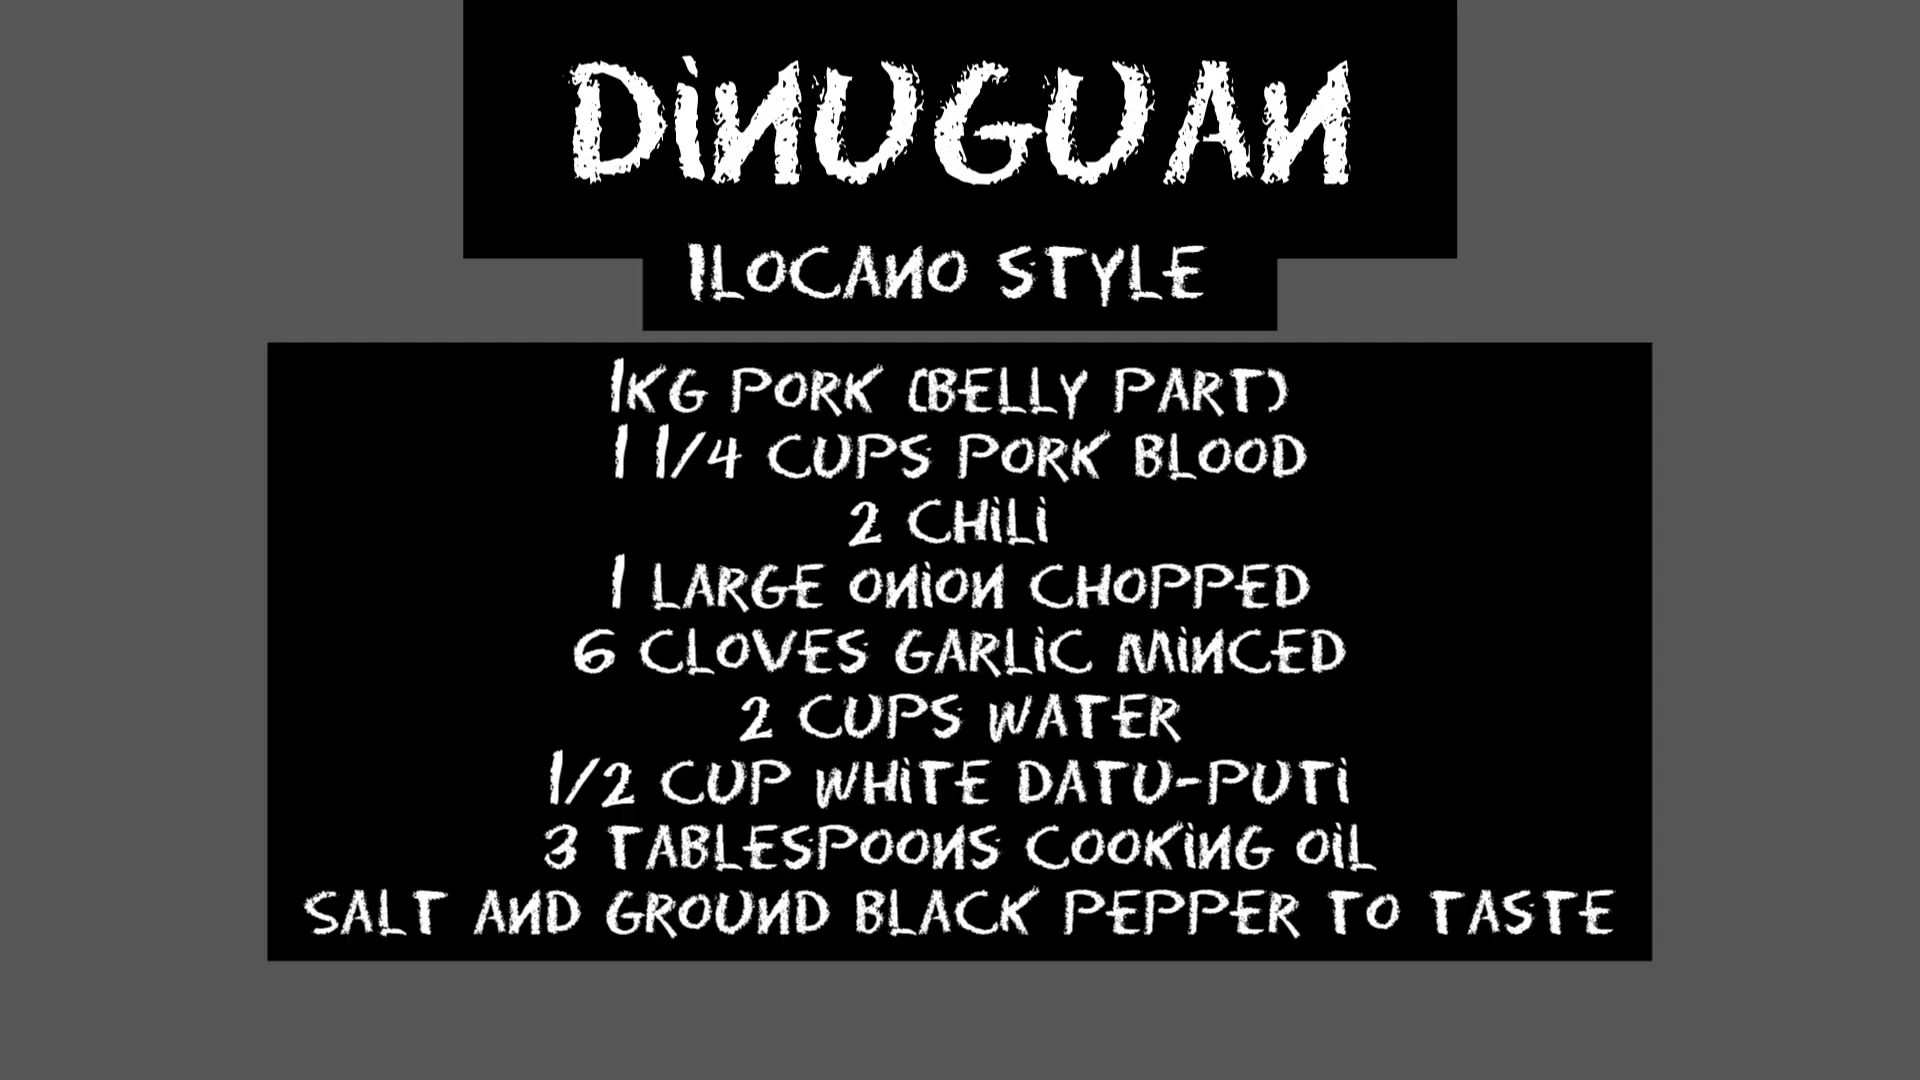 DiNUGUAN
ILOCANO STYLE
1KG PORK (BELLY PART)
1 1/4 CUPS PORK BLOOD
2 CHiLi
1 LARGE ONiON CHOPPED
6 CLOVES GARLiC MiNCED
2 CUPS WATER
1/2 CUP WHiTE DATU-PUTi
3 TABLESPOONS COOKiNG OiL
SALT AND GROUND BLACK PEPPER TO TASTE